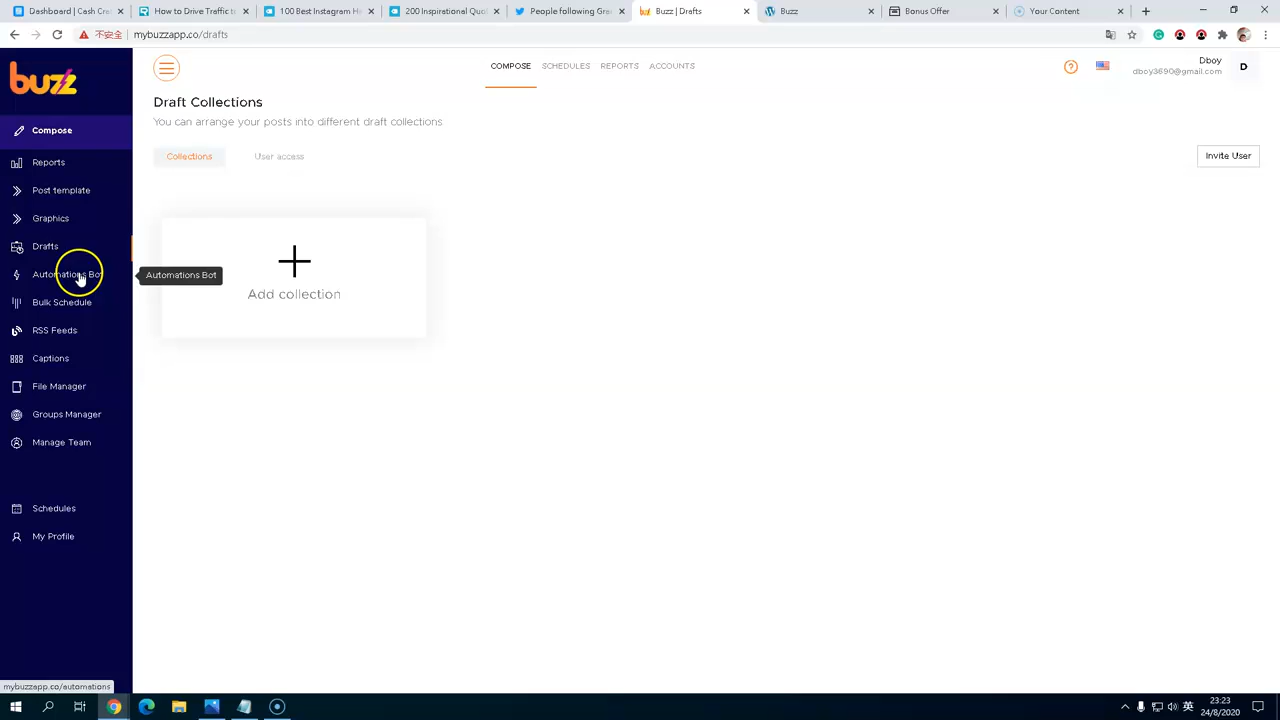 Dashboard | Cash Cre
How to Drive Traffic t
100 Best Instagram H
200 Inspirational Quo
People following Gre
Buzz | Drafts
Buzz
Bonus Offer
Your Content
不安全
mybuzzapp.co/drafts
buzz
COMPOSE
SCHEDULES
REPORTS
ACCOUNTS
Dboy
dboy3690@gmail.com
D
Draft Collections
You can arrange your posts into different draft collections
Collections
User access
Invite User
Compose
Reports
Post template
Graphics
Drafts
Automations Bot
Automations Bot
Bulk Schedule
RSS Feeds
Captions
File Manager
Groups Manager
Manage Team
Schedules
My Profile
Add collection
mybuzzapp.co/automations
英
23:23
24/8/2020